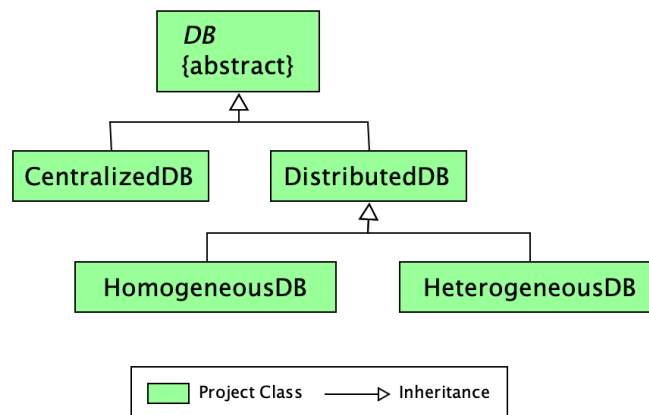 DB
{abstract}
CentralizedDB
DistributedDB
HomogeneousDB
HeterogeneousDB
Project Class
Inheritance